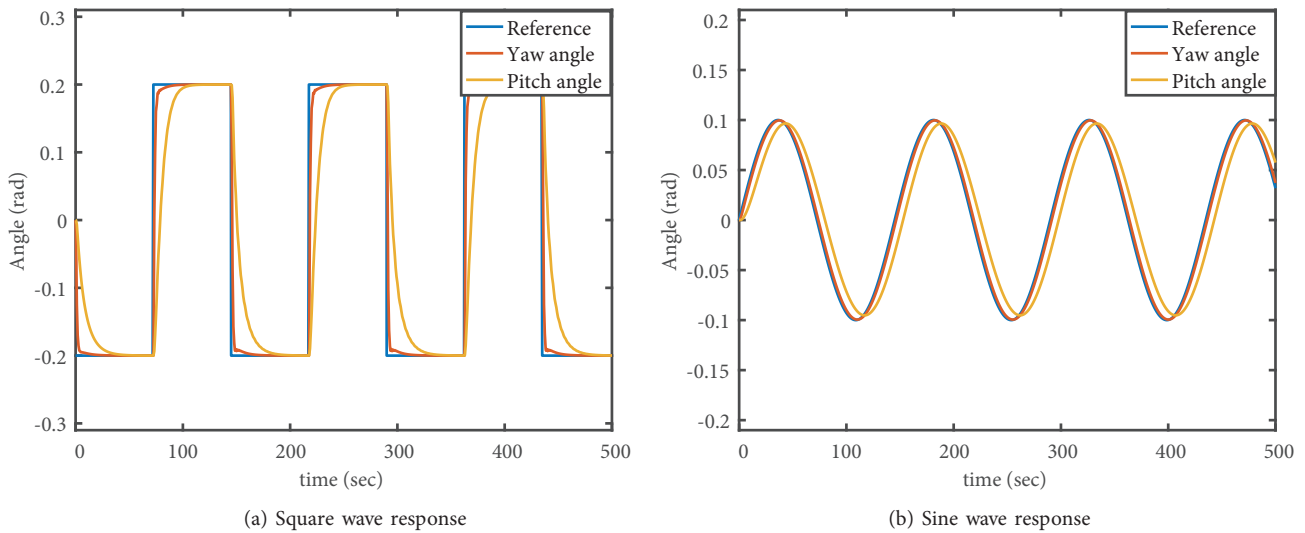 Reference
Yaw angle
Pitch angle
0.3
0.2
0.1
0
-0.1
-0.2
-0.3
Angle (rad)
0 100 200 300 400 500
time (sec)
(a) Square wave response
Reference
Yaw angle
Pitch angle
0.2
0.15
0.1
0.05
0
-0.05
-0.1
-0.15
-0.2
Angle (rad)
0 100 200 300 400 500
time (sec)
(b) Sine wave response